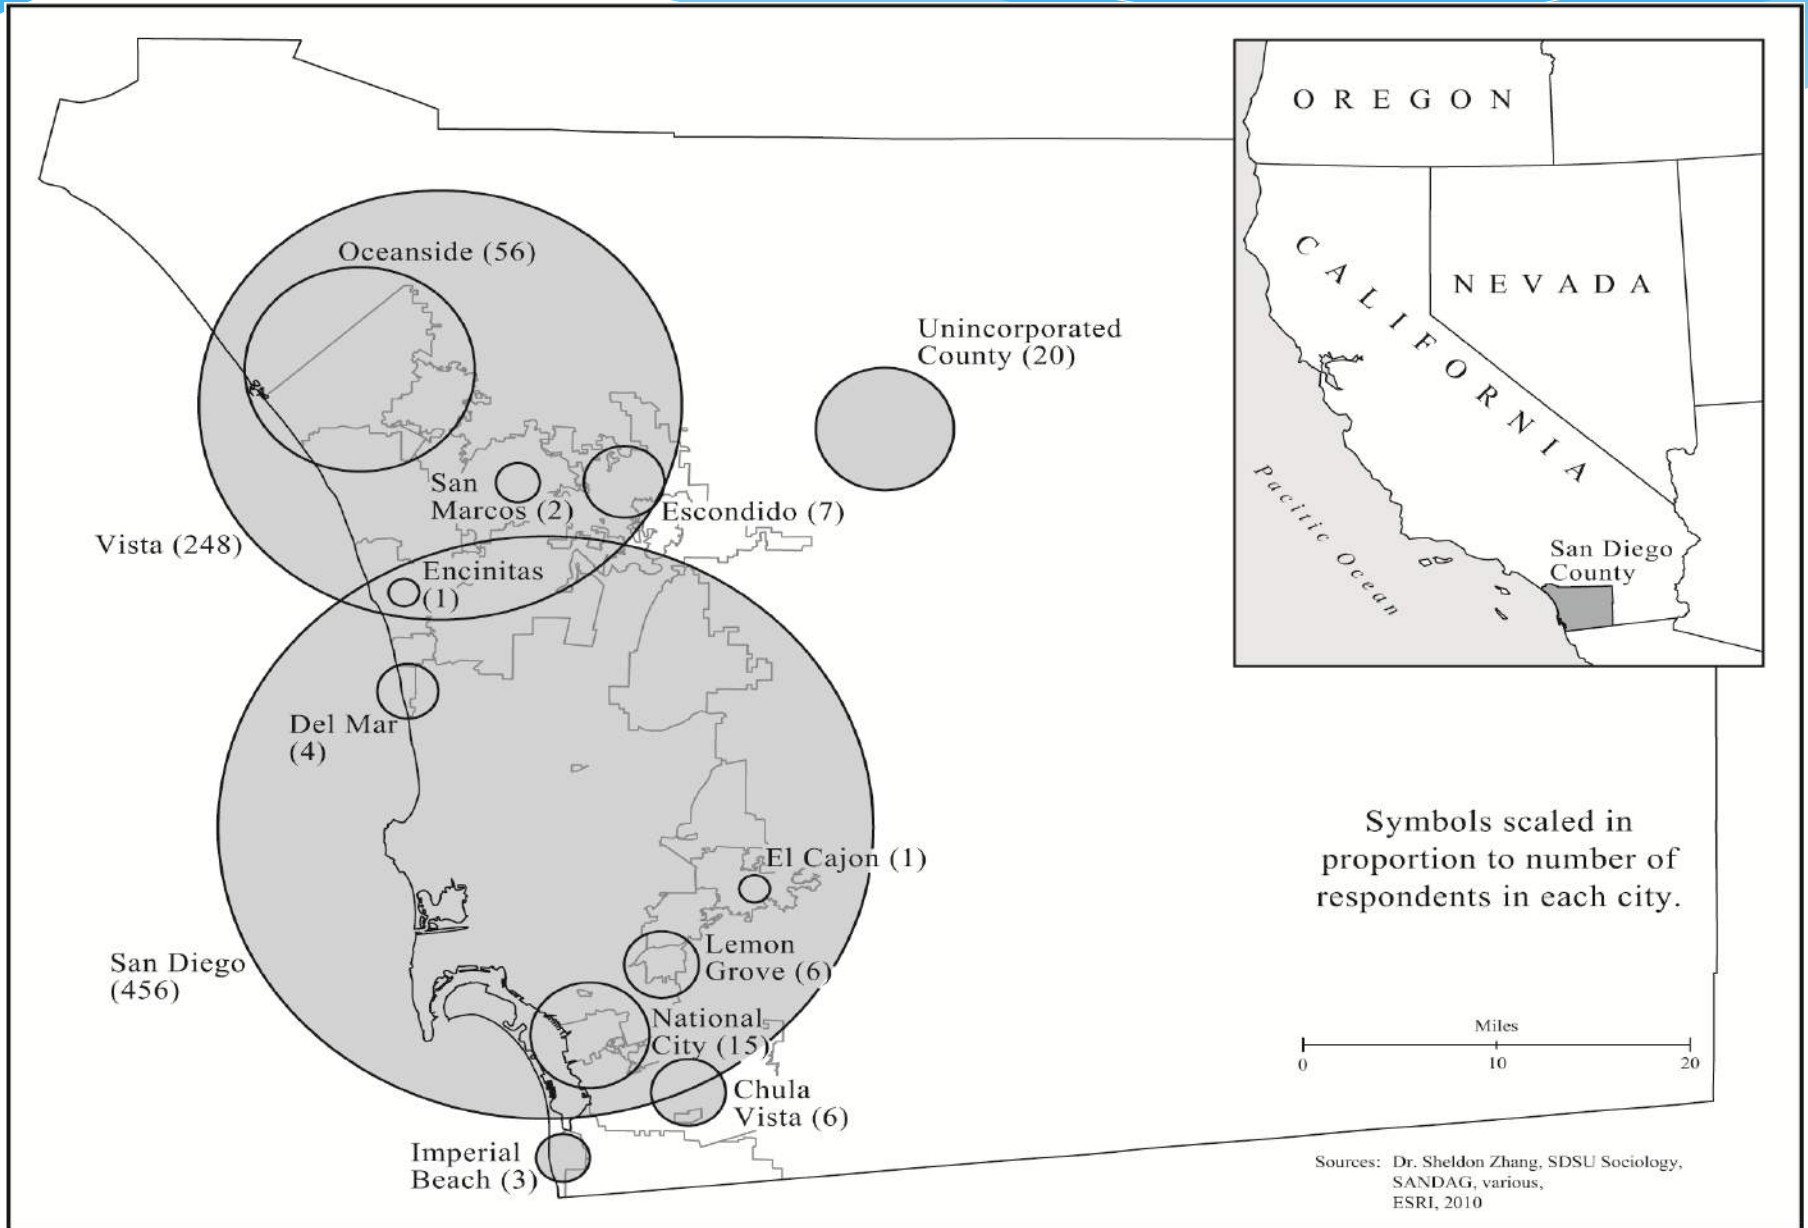 OREGON
CALIFORNIA
NEVADA
Pacific Ocean
San Diego
County
Oceanside (56)
Unincorporated
County (20)
San
Marcos (2)
Escondido (7)
Vista (248)
Encinitas
(1)
Del Mar
(4)
El Cajon (1)
Lemon
Grove (6)
San Diego
(456)
National
City (15)
Chula
Vista (6)
Imperial
Beach (3)
Symbols scaled in
proportion to number of
respondents in each city.
Miles
0 10 20
Sources: Dr. Sheldon Zhang, SDSU Sociology,
SANDAG, various,
ESRI, 2010